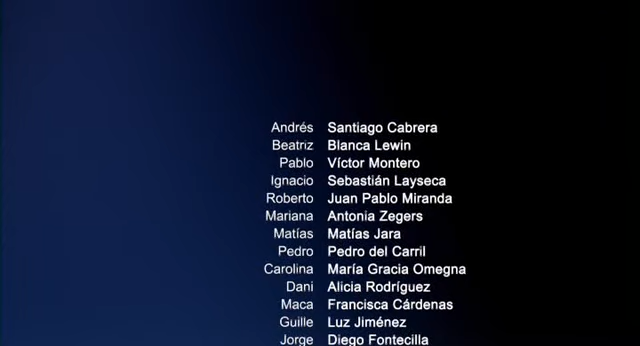 Andrés Santiago Cabrera
Beatriz Blanca Lewin
Pablo Víctor Montero
Ignacio Sebastián Layseca
Roberto Juan Pablo Miranda
Mariana Antonia Zegers
Matías Matías Jara
Pedro Pedro del Carril
Carolina María Gracia Omegna
Dani Alicia Rodríguez
Maca Francisca Cárdenas
Guille Luz Jiménez
Jorge Diego Fontecilla